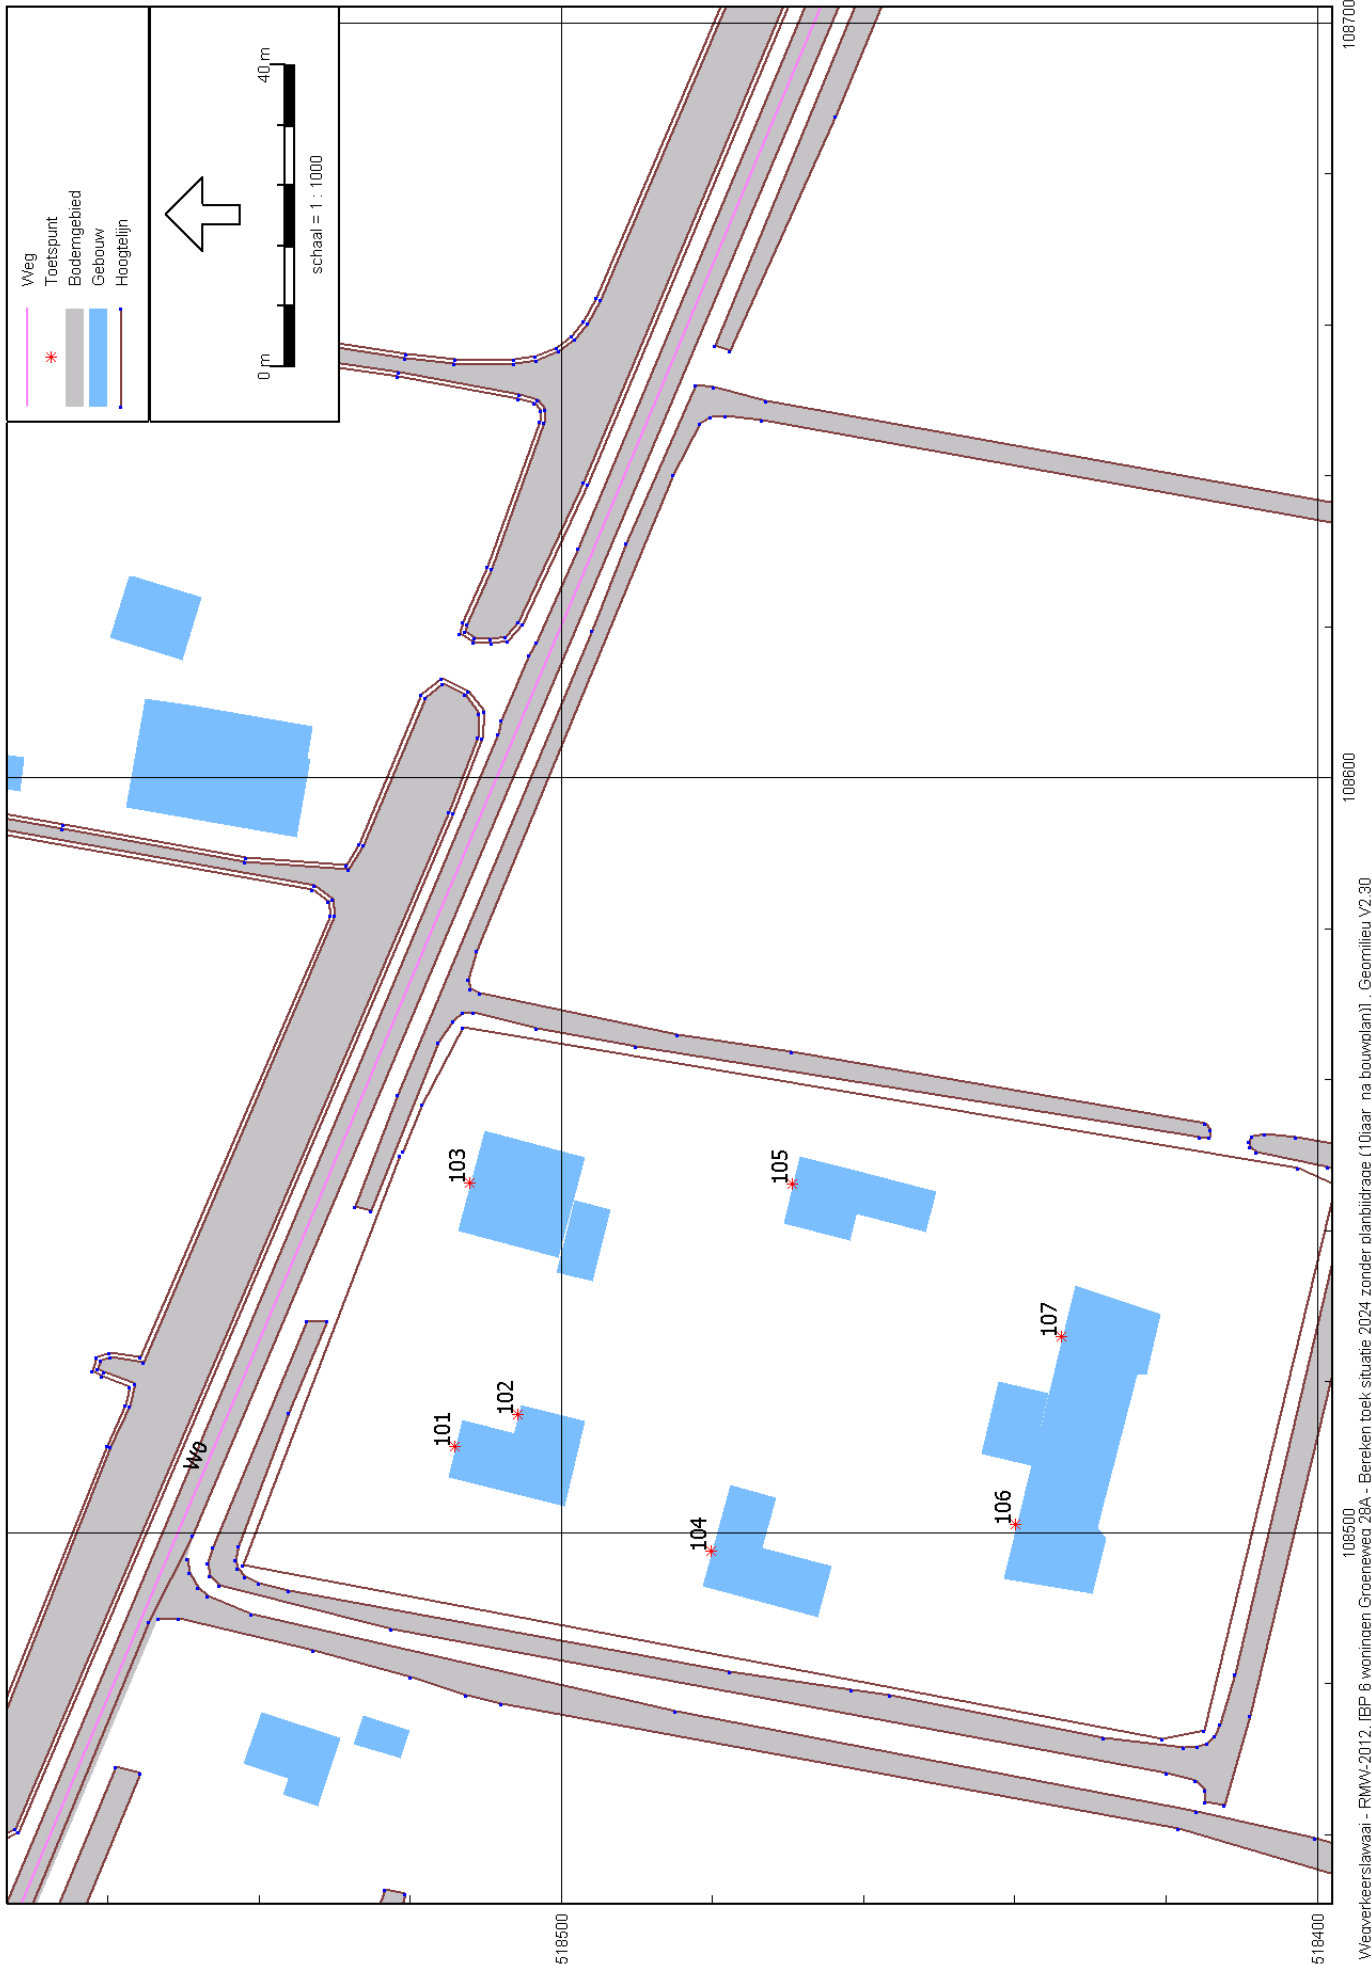 Weg
Toetspunt
Bodemgebied
Gebouw
Hoogtelijn
0 m
40 m
schaal = 1 : 1000
W0
101
102
103
104
105
106
107
518500
518400
108500
108600
108700
Wegverkeerslawaai - RMW-2012, [BP 6 woningen Groeneweg 28A - Bereken toek situatie 2024 zonder planbijdrage (10jaar na bouwplan)] , Geomilieu V2.30